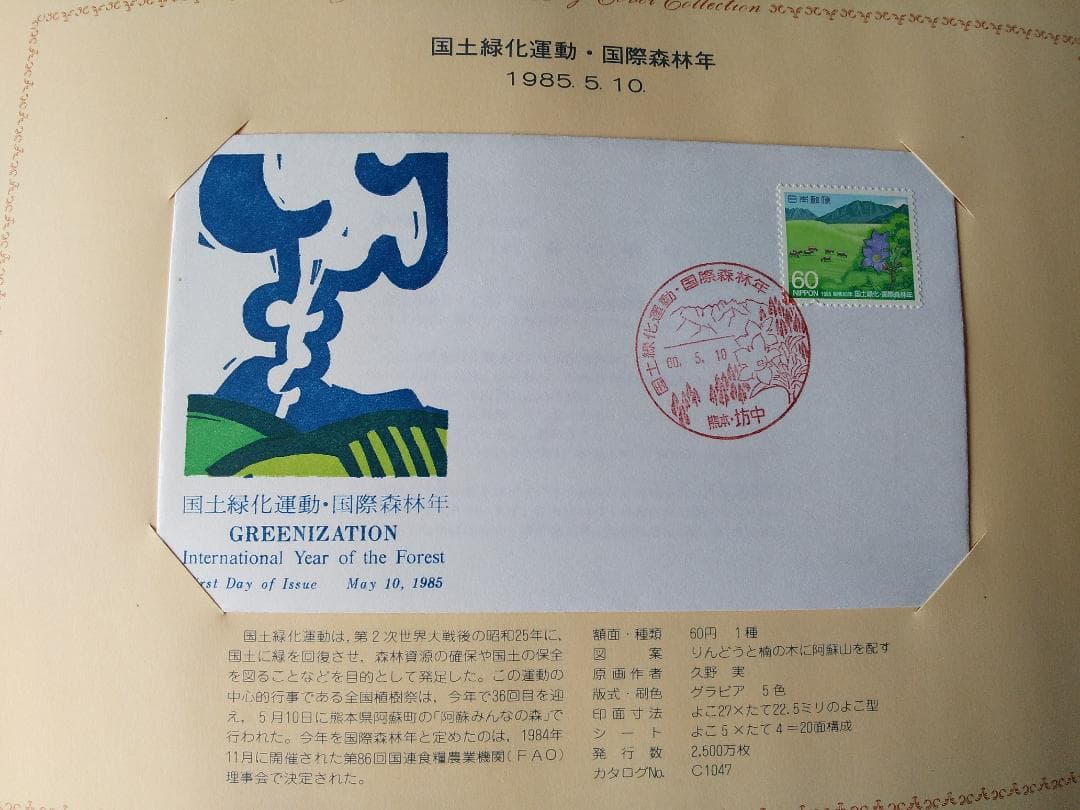 Cover Collection
国土緑化運動・国際森林年
1985. 5. 10.
日本郵便
60
NIPPON 1985 昭和60年 国土緑化・国際森林年
国土緑化運動・国際森林年
60. 5. 10
熊本・坊中
国土緑化運動・国際森林年
GREENIZATION
International Year of the Forest
rst Day of Issue May 10, 1985
国土緑化運動は、第2次世界大戦後の昭和25年に、
国土に緑を回復させ、森林資源の確保や国土の保全
を図ることなどを目的として発足した。この運動の
中心的行事である全国植樹祭は、今年で36回目を迎
え、5月10日に熊本県阿蘇町の「阿蘇みんなの森」で
行われた。今年を国際森林年と定めたのは、1984年
11月に開催された第86回国連食糧農業機関(FAO)
理事会で決定された。
額面・種類 60円 1種
図案 りんどうと楠の木に阿蘇山を配す
原画作者 久野 実
版式・刷色 グラビア 5色
印面寸法 よこ27×たて22.5ミリのよこ型
シート よこ5×たて4=20面構成
発行数 2,500万枚
カタログNo. C1047